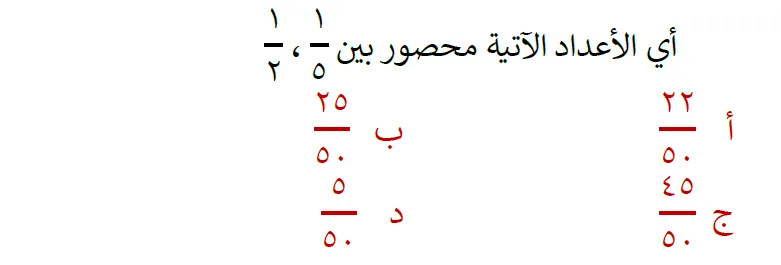 أي الأعداد الآتية محصور بين ١/٥ ، ١/٢
أ ٢٢/٥٠ ب ٢٥/٥٠
ج ٤٥/٥٠ د ٥/٥٠